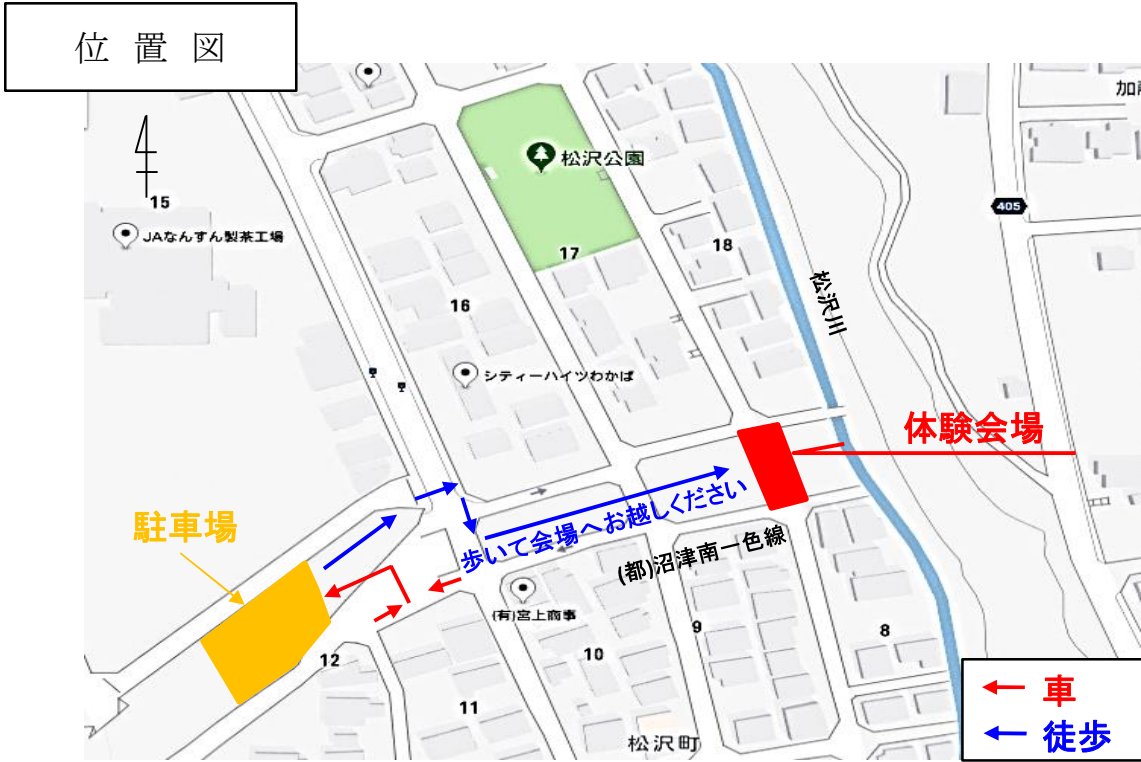 位置図
加
松沢公園
405
15
JAなんすん製茶工場
17
18
松沢川
16
シティーハイツわかば
体験会場
駐車場
歩いて会場へお越しください
(都)沼津南一色線
(有)宮上商事
12
10
9
8
11
松沢町
車
徒歩